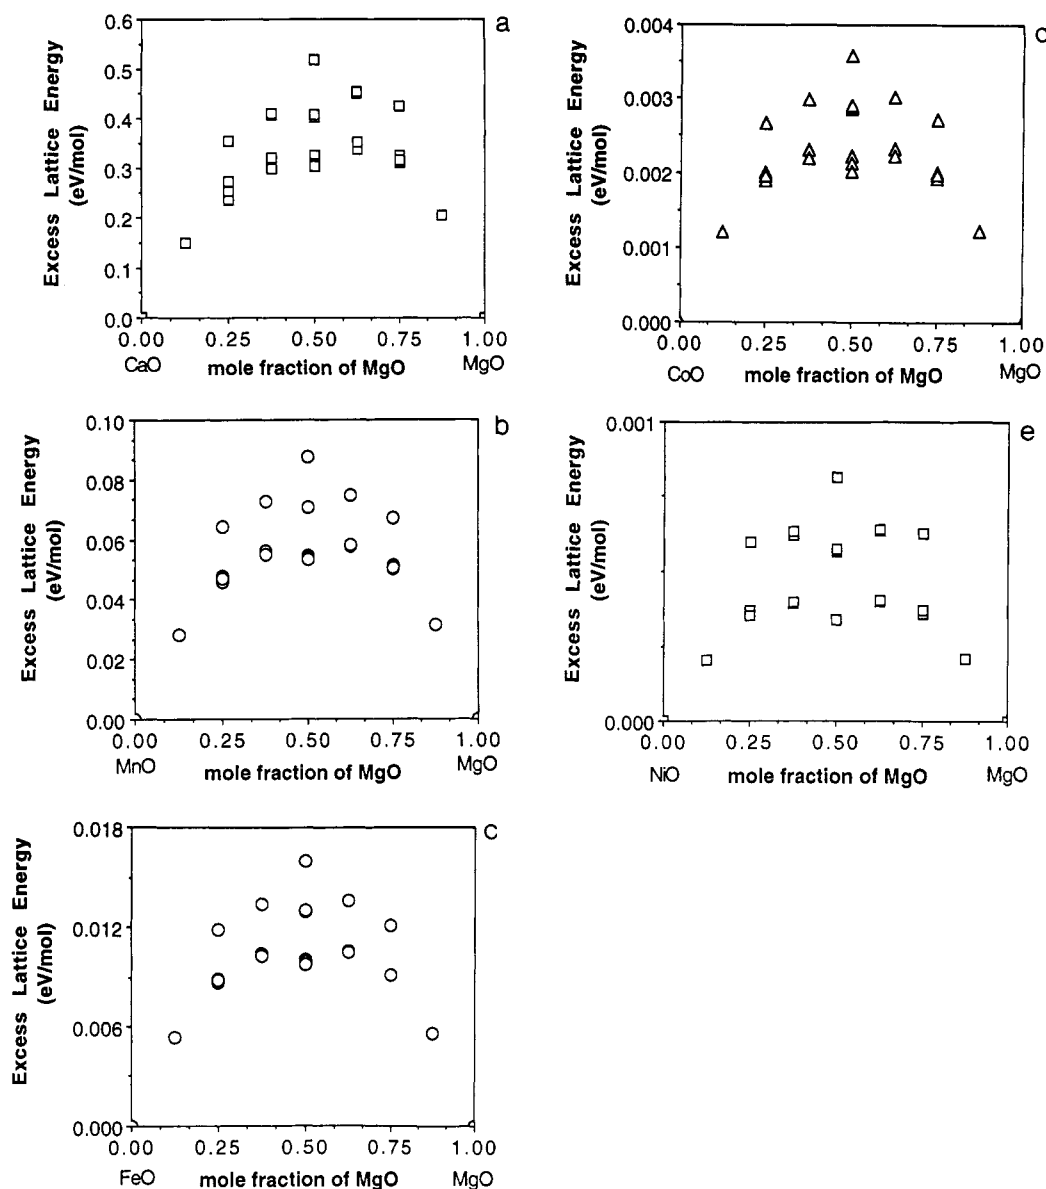 a
Excess Lattice Energy
(eV/mol)
0.6
0.5
0.4
0.3
0.2
0.1
0.0
0.00 0.25 0.50 0.75 1.00
CaO mole fraction of MgO MgO
b
Excess Lattice Energy
(eV/mol)
0.10
0.08
0.06
0.04
0.02
0.00
0.00 0.25 0.50 0.75 1.00
MnO mole fraction of MgO MgO
c
Excess Lattice Energy
(eV/mol)
0.018
0.012
0.006
0.000
0.00 0.25 0.50 0.75 1.00
FeO mole fraction of MgO MgO
Excess Lattice Energy
(eV/mol)
0.004
0.003
0.002
0.001
0.000
0.00 0.25 0.50 0.75 1.00
CoO mole fraction of MgO MgO
e
Excess Lattice Energy
(eV/mol)
0.001
0.000
0.00 0.25 0.50 0.75 1.00
NiO mole fraction of MgO MgO